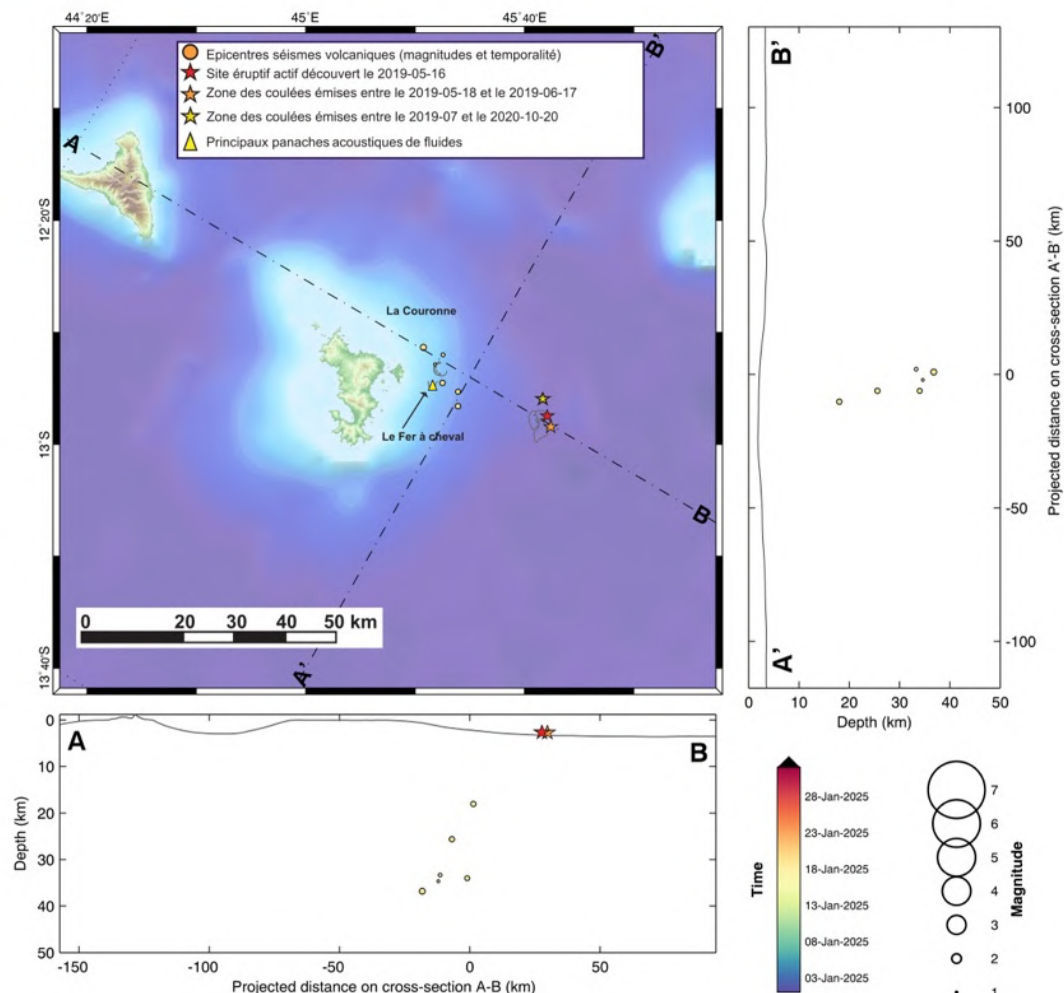 44˚20'E
45˚E
45˚40'E
B'
Epicentres séismes volcaniques (magnitudes et temporalité)
Site éruptif actif découvert le 2019-05-16
Zone des coulées émises entre le 2019-05-18 et le 2019-06-17
Zone des coulées émises entre le 2019-07 et le 2020-10-20
Principaux panaches acoustiques de fluides
A
12˚20'S
La Couronne
13˚S
Le Fer à cheval
B
0 20 30 40 50 km
13˚40'S
A'
B'
100
50
0
-50
-100
Projected distance on cross-section A'-B' (km)
A'
0 10 20 30 40 50
Depth (km)
A
B
0
10
20
30
40
50
Depth (km)
-150 -100 -50 0 50
Projected distance on cross-section A-B (km)
Time
28-Jan-2025
23-Jan-2025
18-Jan-2025
13-Jan-2025
08-Jan-2025
03-Jan-2025
7
6
5
4
3
2
Magnitude